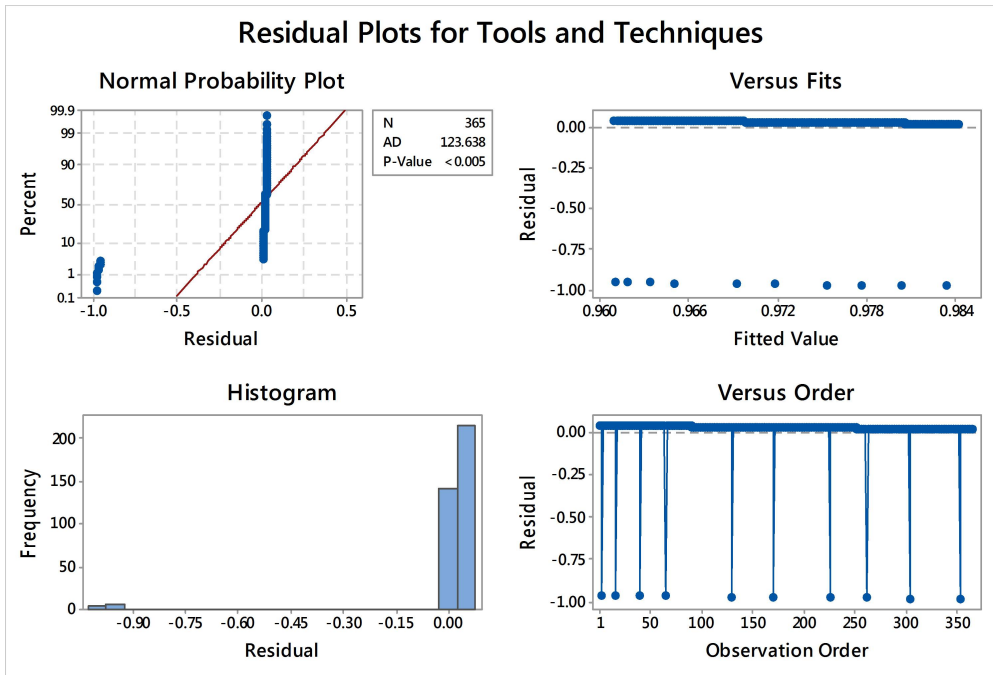 Residual Plots for Tools and Techniques
Normal Probability Plot
99.9
99
90
50
10
1
0.1
Percent
-1.0 -0.5 0.0 0.5
Residual
N 365
AD 123.638
P-Value <0.005
Versus Fits
0.00
-0.25
-0.50
-0.75
-1.00
Residual
0.960 0.966 0.972 0.978 0.984
Fitted Value
Histogram
200
150
100
50
0
Frequency
-0.90 -0.75 -0.60 -0.45 -0.30 -0.15 0.00
Residual
Versus Order
0.00
-0.25
-0.50
-0.75
-1.00
Residual
1 50 100 150 200 250 300 350
Observation Order